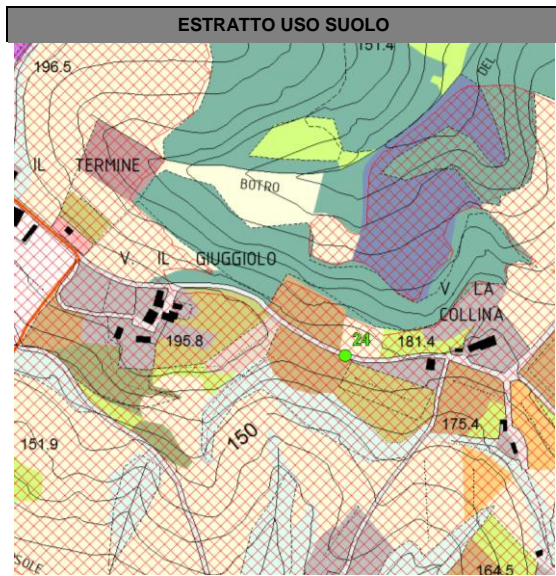 ESTRATTO USO SUOLO
151.4
196.5
DEL
IL TERMINE
BOTRO
V. IL GIUGGIOLO
V LA
COLLINA
24
181.4
195.8
175.4
150
151.9
164.5
SOLE